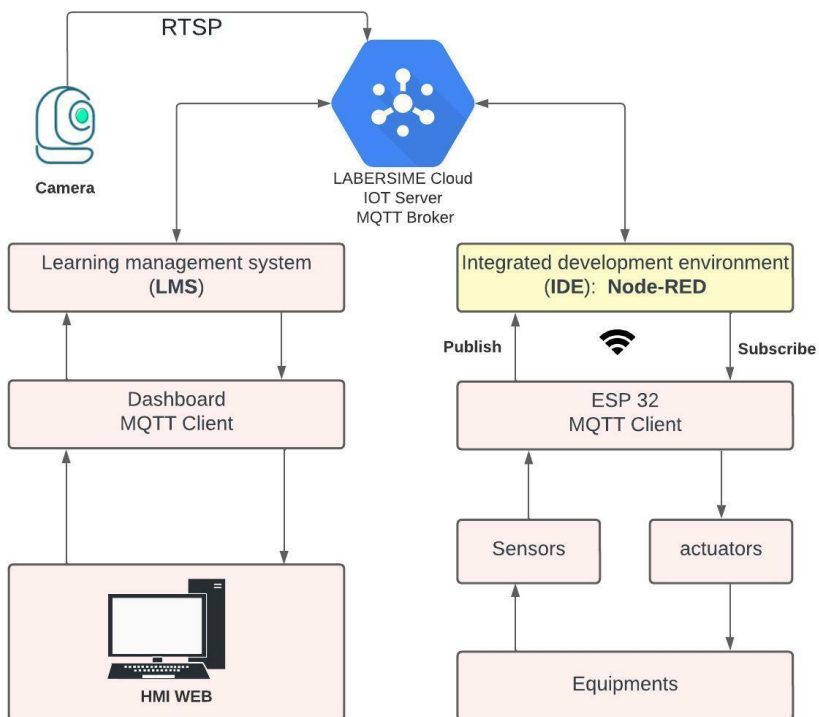 RTSP
Camera
LABERSIME Cloud
IOT Server
MQTT Broker
Learning management system
(LMS)
Integrated development environment
(IDE): Node-RED
Publish
Subscribe
Dashboard
MQTT Client
ESP 32
MQTT Client
Sensors
actuators
HMI WEB
Equipments